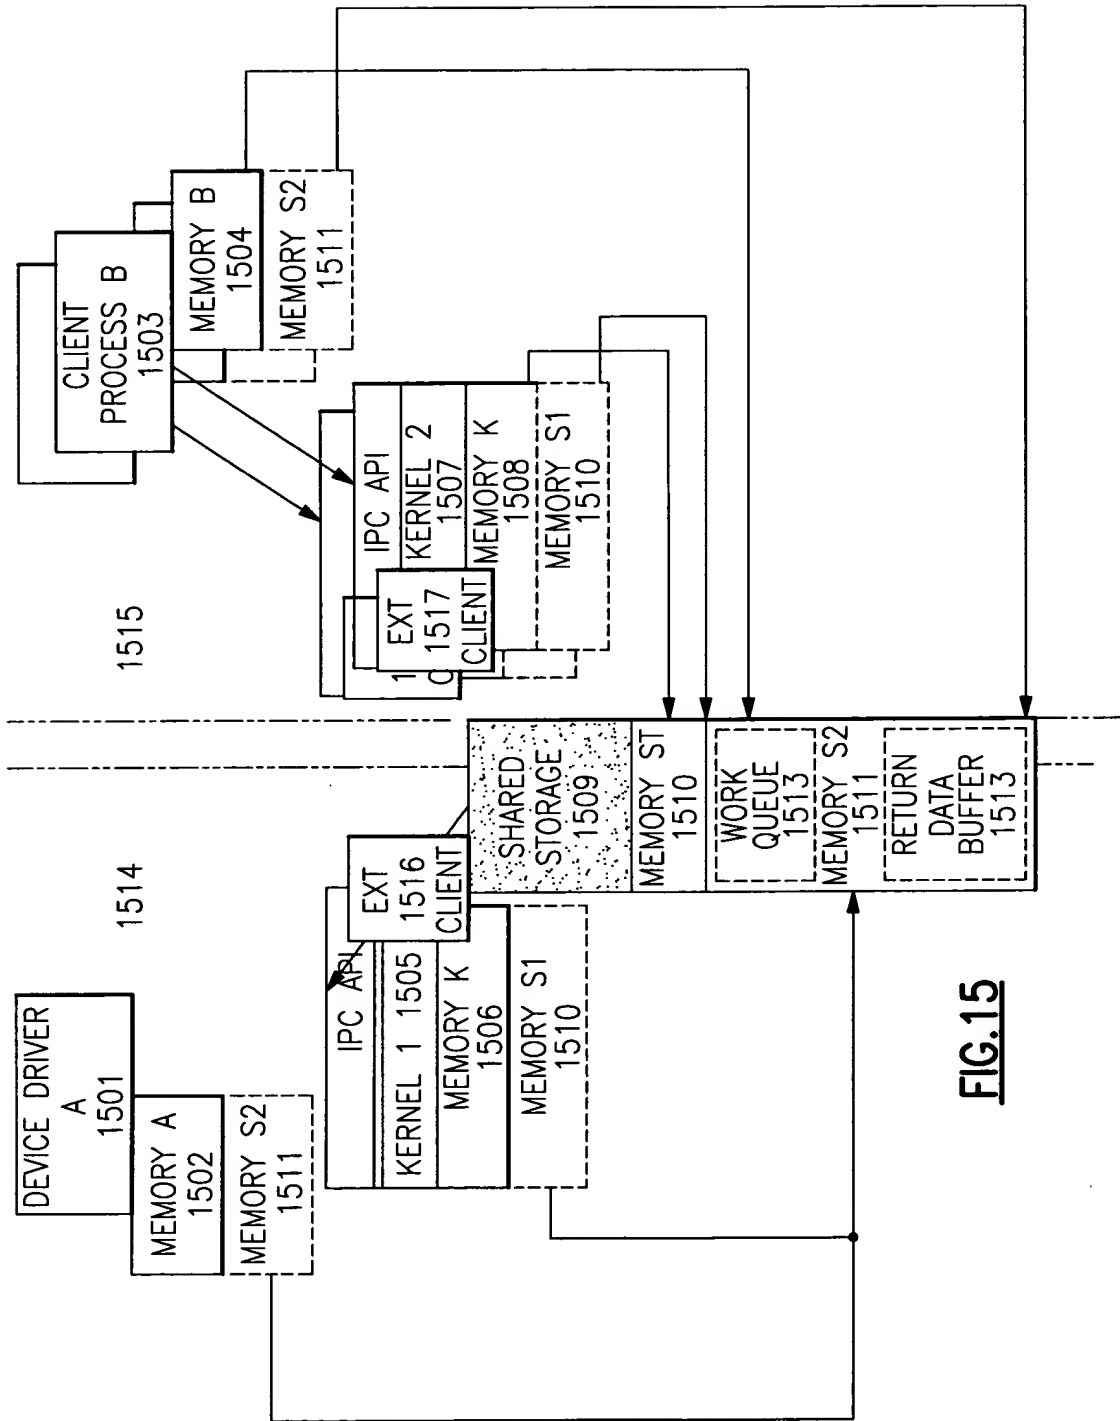 DEVICE DRIVER
A
1501
MEMORY A
1502
MEMORY S2
1511
1514
IPC API
KERNEL 1 1505
MEMORY K
1506
MEMORY S1
1510
EXT
1516
CLIENT
SHARED
STORAGE
1509
MEMORY ST
1510
WORK
QUEUE
1513
MEMORY S2
1511
RETURN
DATA
BUFFER
1513
1515
CLIENT
PROCESS B
1503
MEMORY B
1504
MEMORY S2
1511
IPC API
KERNEL 2
1507
MEMORY K
1508
MEMORY S1
1510
EXT
1517
CLIENT
1
C
FIG.15